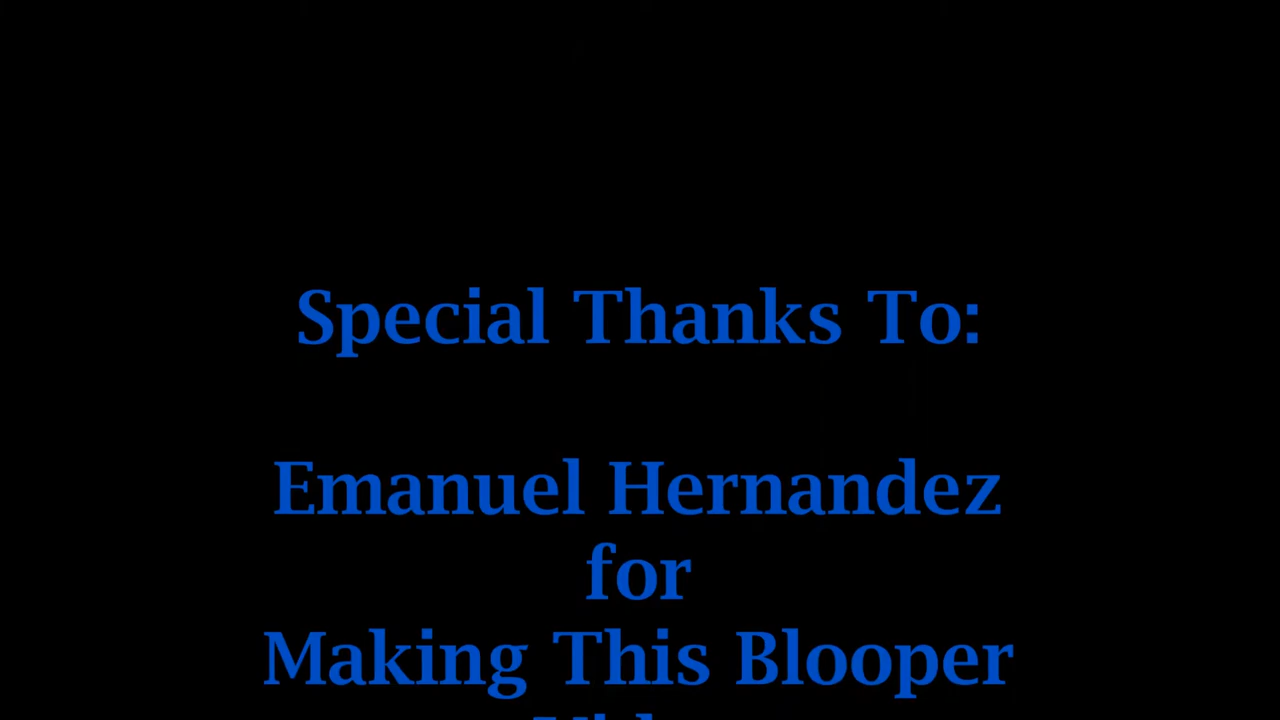 Special Thanks To:
Emanuel Hernandez
for
Making This Blooper